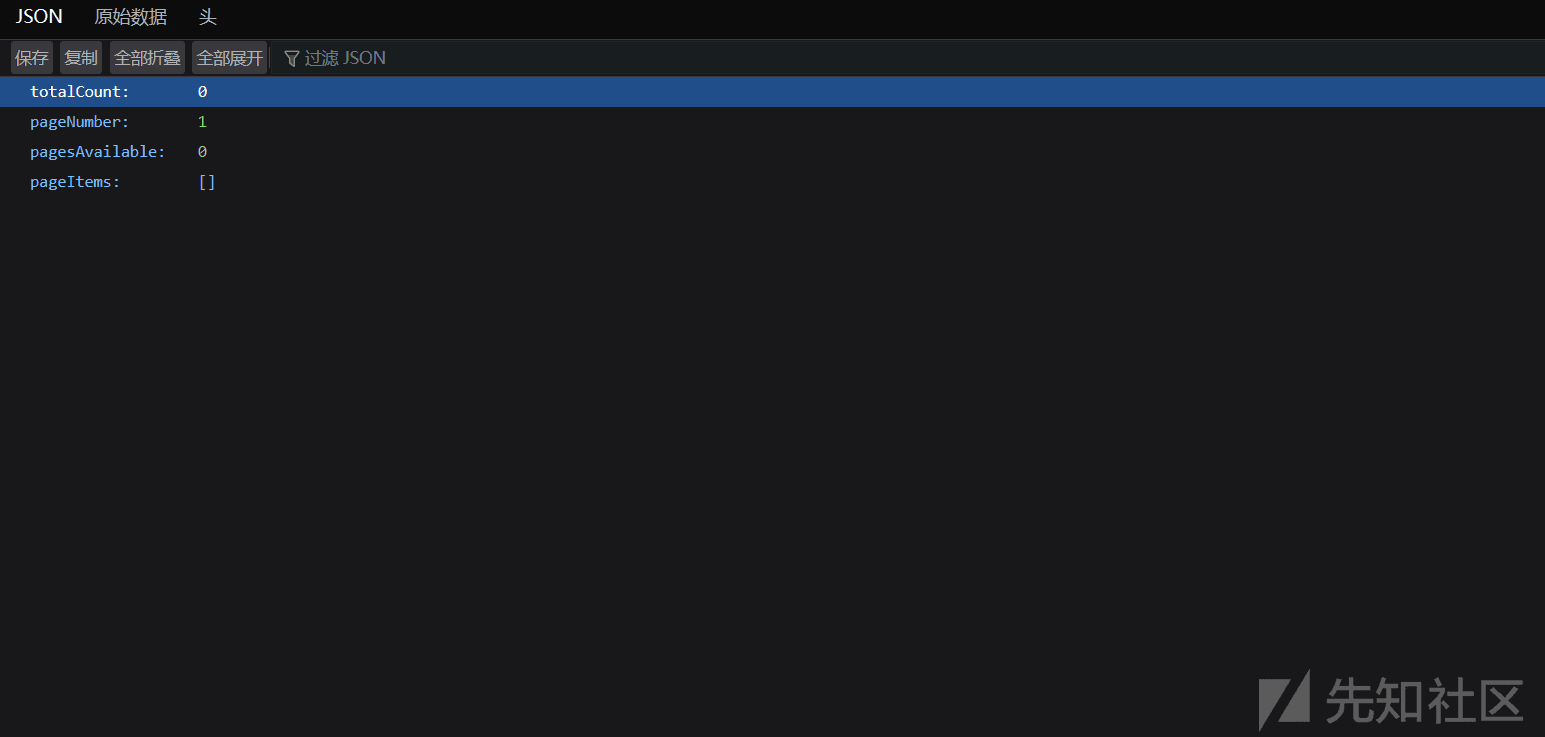 JSON 原始数据 头
保存 复制 全部折叠 全部展开 过滤 JSON
totalCount: 0
pageNumber: 1
pagesAvailable: 0
pageItems: []
先知社区